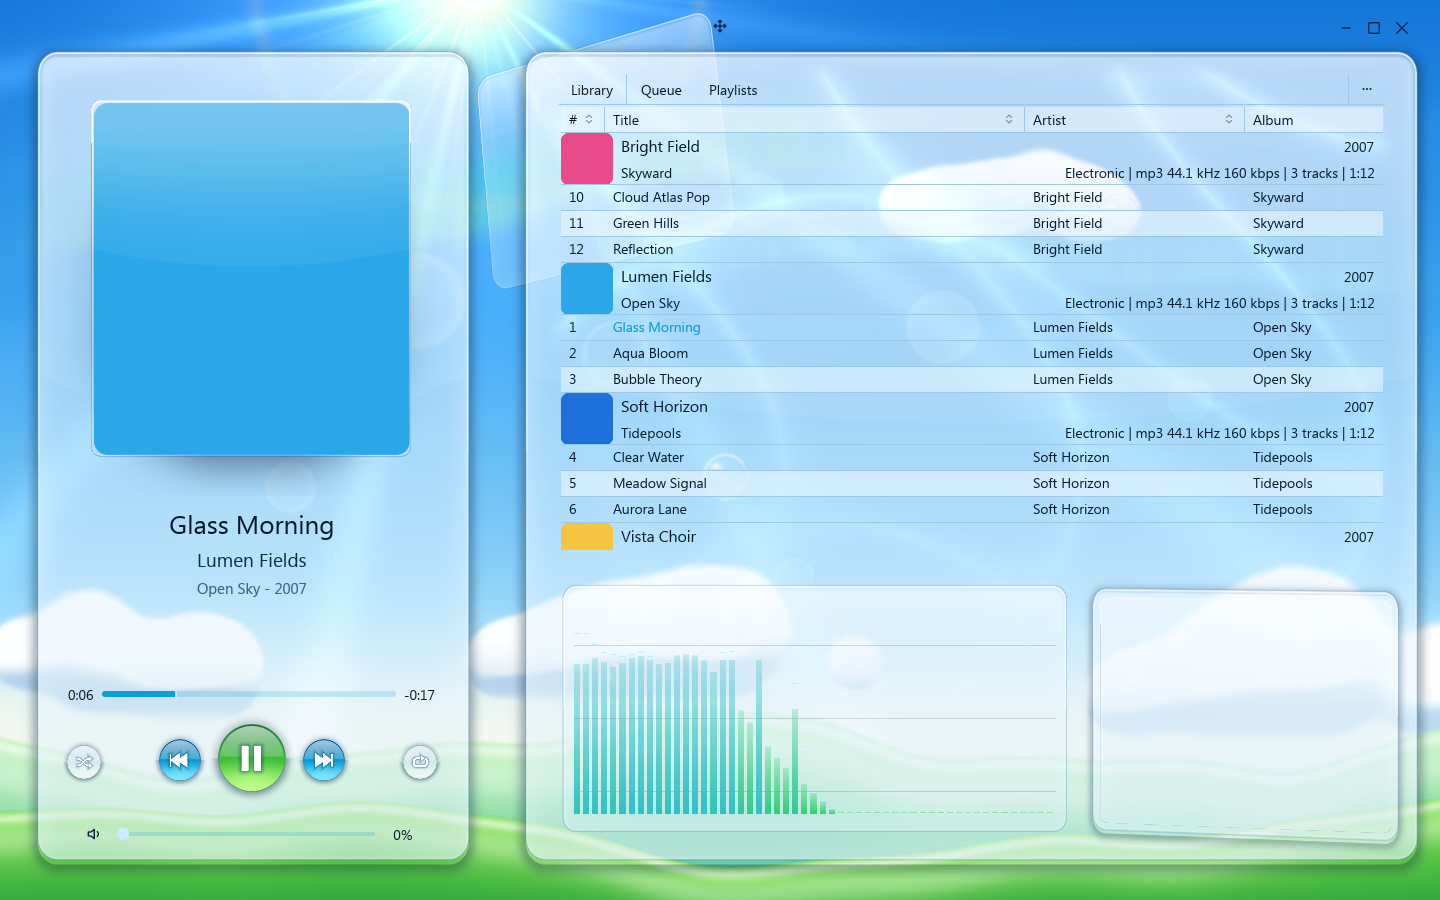 Library Queue Playlists ...
# Title Artist Album
Bright Field 2007
Skyward Electronic | mp3 44.1 kHz 160 kbps | 3 tracks | 1:12
10 Cloud Atlas Pop Bright Field Skyward
11 Green Hills Bright Field Skyward
12 Reflection Bright Field Skyward
Lumen Fields 2007
Open Sky Electronic | mp3 44.1 kHz 160 kbps | 3 tracks | 1:12
1 Glass Morning Lumen Fields Open Sky
2 Aqua Bloom Lumen Fields Open Sky
3 Bubble Theory Lumen Fields Open Sky
Soft Horizon 2007
Tidepools Electronic | mp3 44.1 kHz 160 kbps | 3 tracks | 1:12
4 Clear Water Soft Horizon Tidepools
5 Meadow Signal Soft Horizon Tidepools
6 Aurora Lane Soft Horizon Tidepools
Vista Choir 2007
Glass Morning
Lumen Fields
Open Sky - 2007
0:06 -0:17
0%